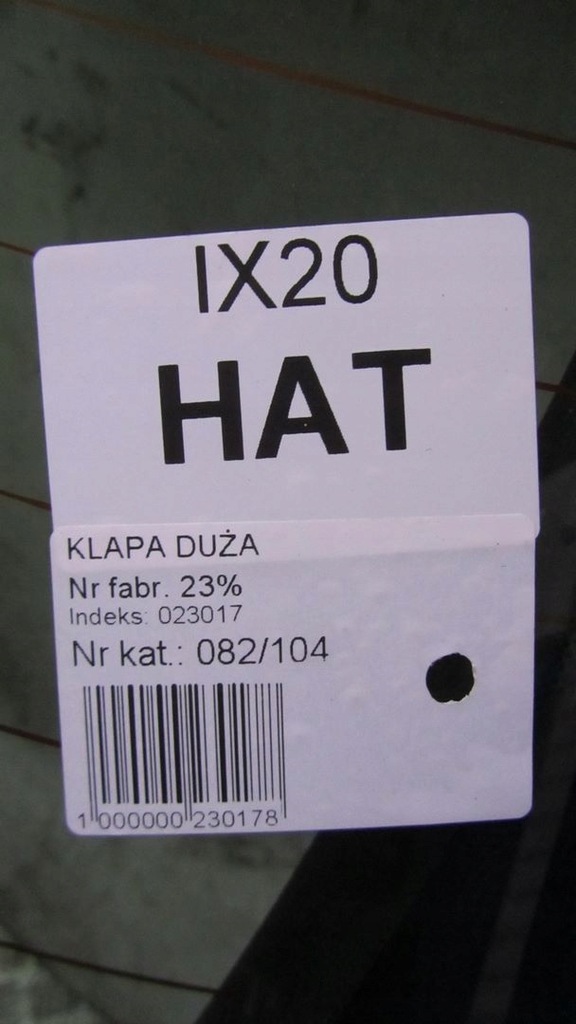 IX20
HAT
KLAPA DUŻA
Nr fabr. 23%
Indeks: 023017
Nr kat.: 082/104
1 000000 230178